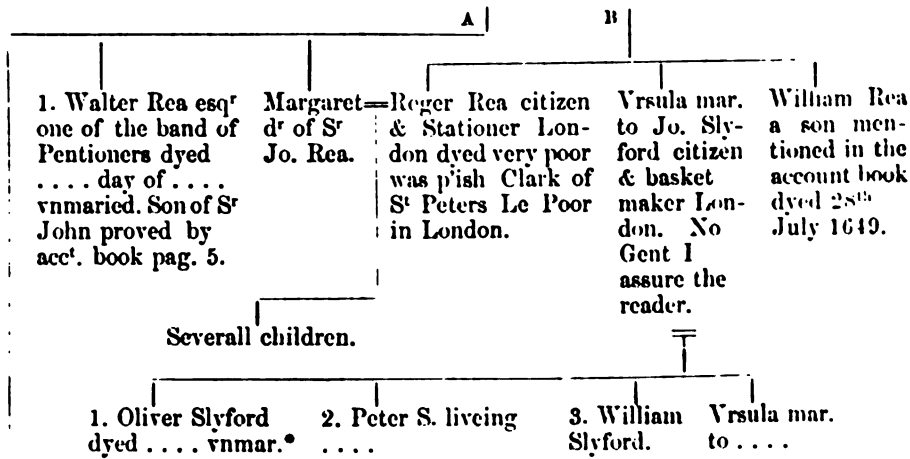 A
B
1. Walter Rea esqʳ
one of the band of
Pentioners dyed
. . . . day of . . . .
vnmaried. Son of Sʳ
John proved by
accᵗ. book pag. 5.
Margaret=
dʳ of Sʳ
Jo. Rea.
Roger Rea citizen
& Stationer Lon-
don dyed very poor
was p'ish Clark of
Sᵗ Peters Le Poor
in London.
Vrsula mar.
to Jo. Sly-
ford citizen
& basket
maker Lon-
don. No
Gent I
assure the
reader.
William Rea
a son men-
tioned in the
account book
dyed 28ᵗʰ
July 1649.
Severall children.
1. Oliver Slyford
dyed . . . . vnmar.*
2. Peter S. liveing
. . . .
3. William
Slyford.
Vrsula mar.
to . . . .